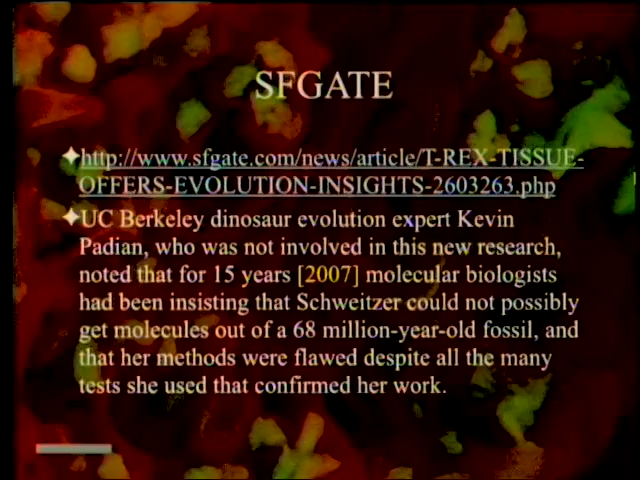 SFGATE
http://www.sfgate.com/news/article/T-REX-TISSUE-
OFFERS-EVOLUTION-INSIGHTS-2603263.php
UC Berkeley dinosaur evolution expert Kevin
Padian, who was not involved in this new research,
noted that for 15 years [2007] molecular biologists
had been insisting that Schweitzer could not possibly
get molecules out of a 68 million-year-old fossil, and
that her methods were flawed despite all the many
tests she used that confirmed her work.